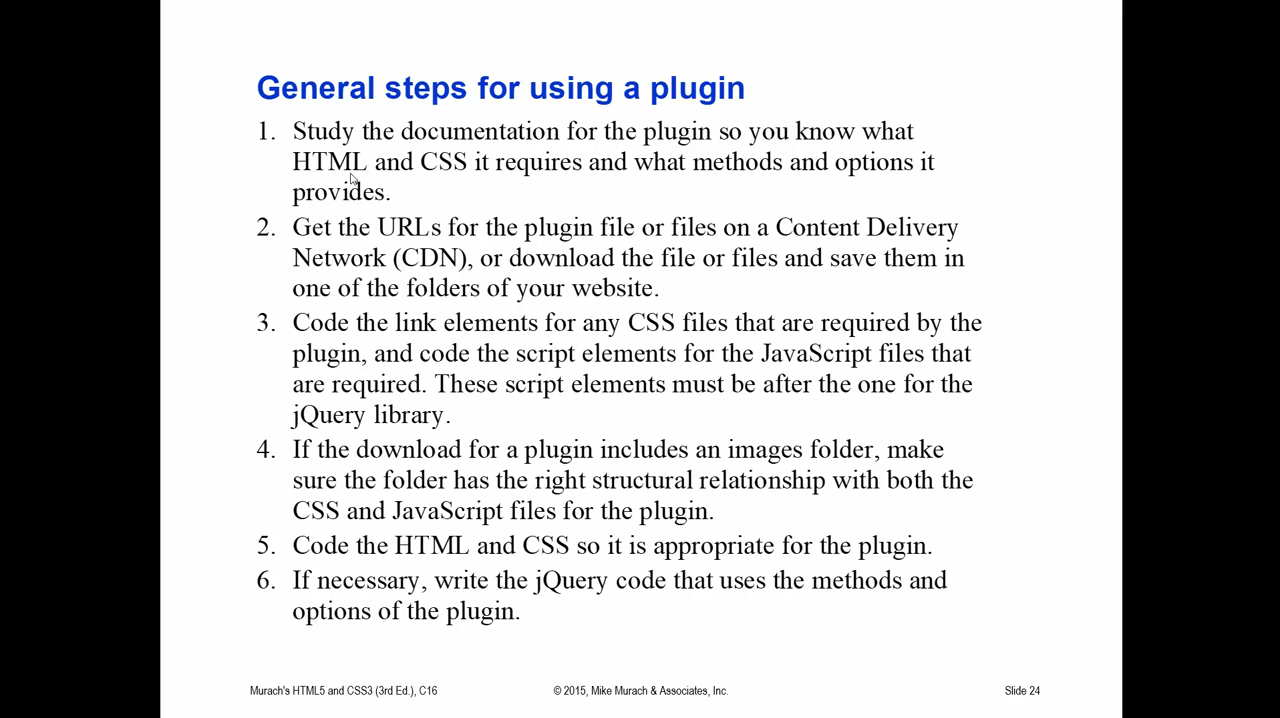 General steps for using a plugin
1. Study the documentation for the plugin so you know what
HTML and CSS it requires and what methods and options it
provides.
2. Get the URLs for the plugin file or files on a Content Delivery
Network (CDN), or download the file or files and save them in
one of the folders of your website.
3. Code the link elements for any CSS files that are required by the
plugin, and code the script elements for the JavaScript files that
are required. These script elements must be after the one for the
jQuery library.
4. If the download for a plugin includes an images folder, make
sure the folder has the right structural relationship with both the
CSS and JavaScript files for the plugin.
5. Code the HTML and CSS so it is appropriate for the plugin.
6. If necessary, write the jQuery code that uses the methods and
options of the plugin.
Murach's HTML5 and CSS3 (3rd Ed.), C16
© 2015, Mike Murach & Associates, Inc.
Slide 24